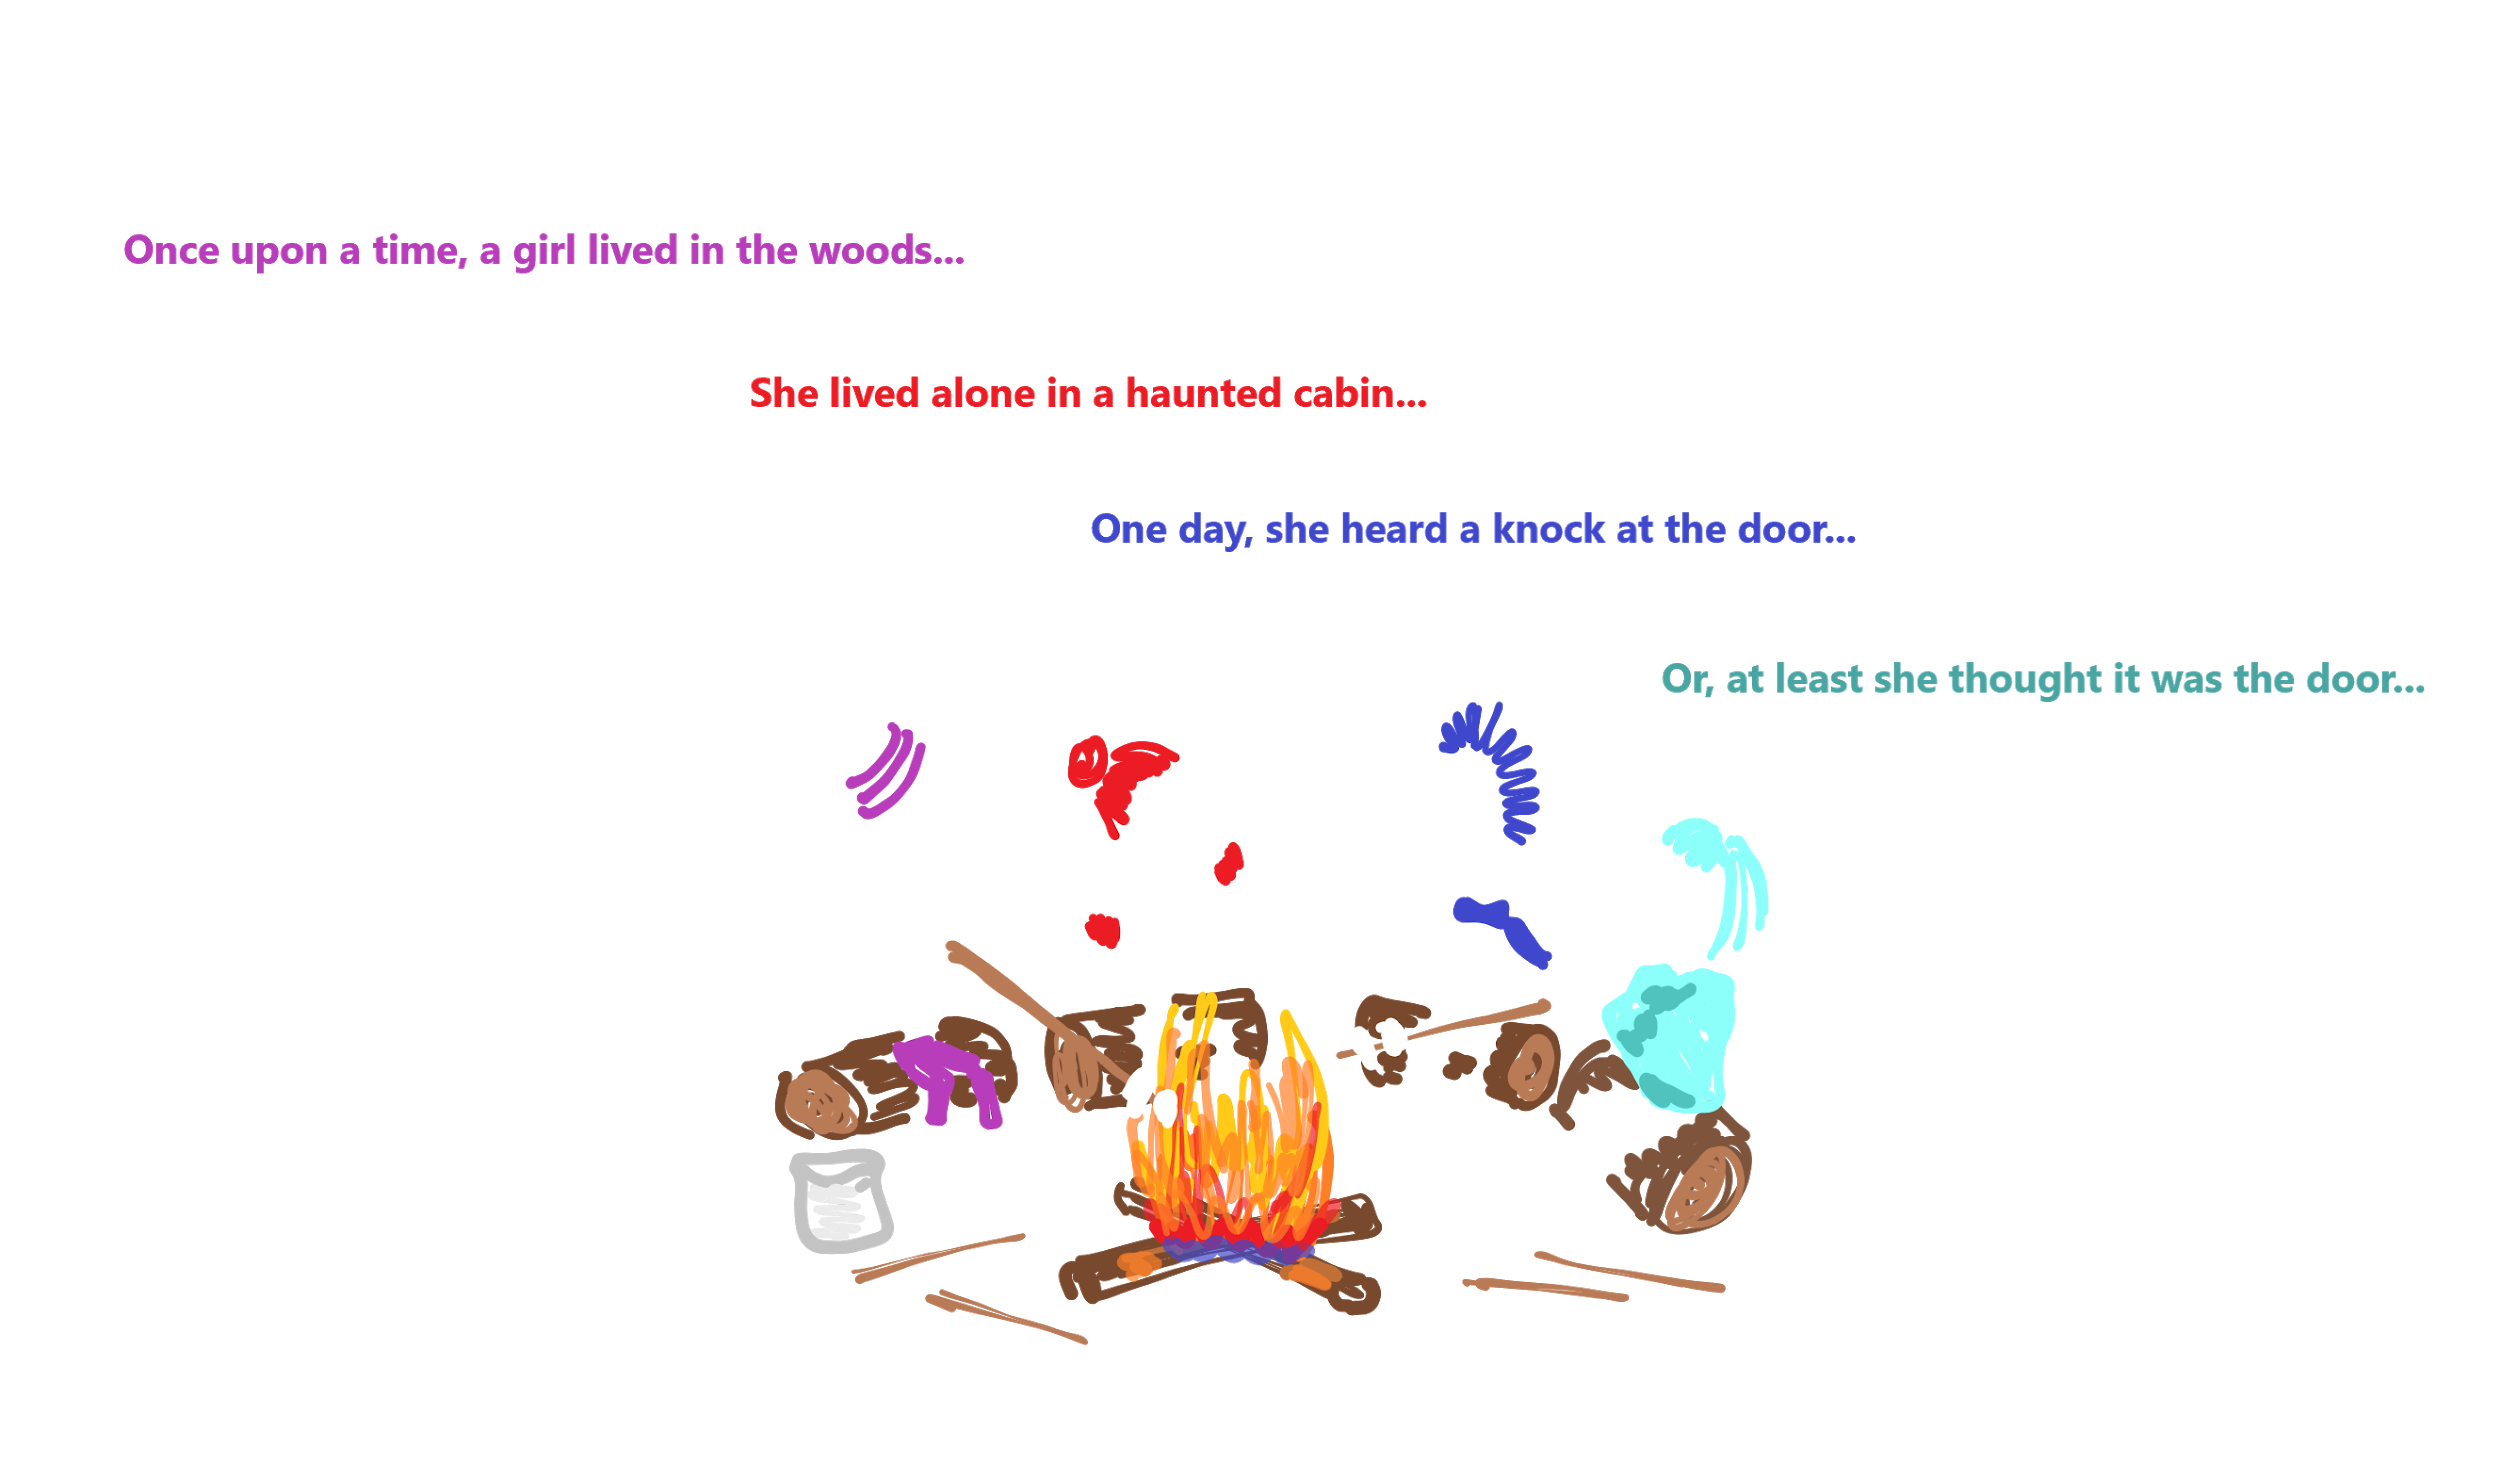 Once upon a time, a girl lived in the woods...
She lived alone in a haunted cabin...
One day, she heard a knock at the door...
Or, at least she thought it was the door...